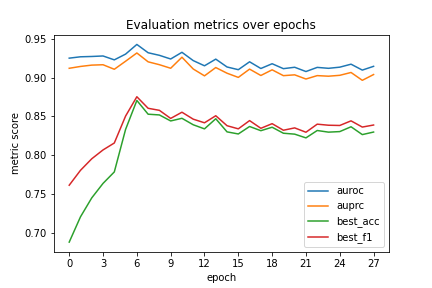 Evaluation metrics over epochs
0.95
0.90
0.85
0.80
0.75
0.70
metric score
auroc
auprc
best_acc
best_f1
0 3 6 9 12 15 18 21 24 27
epoch